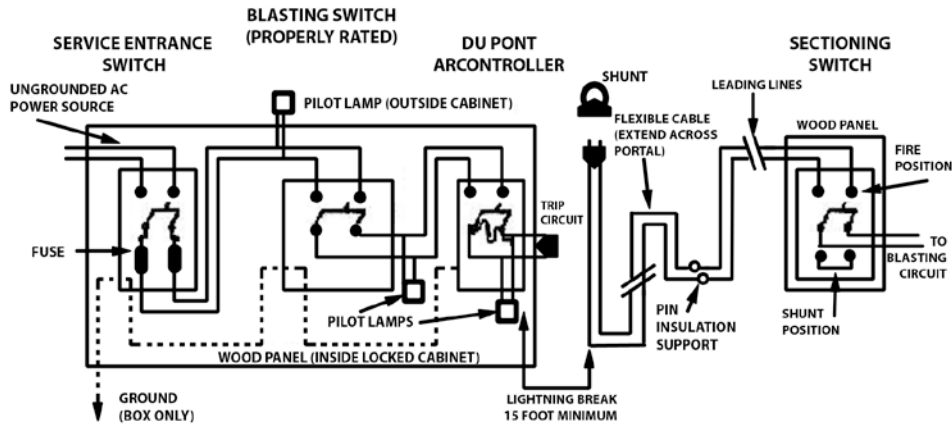 BLASTING SWITCH
(PROPERLY RATED)
SERVICE ENTRANCE
SWITCH
DU PONT
ARCONTROLLER
SECTIONING
SWITCH
UNGROUNDED AC
POWER SOURCE
PILOT LAMP (OUTSIDE CABINET)
SHUNT
LEADING LINES
FLEXIBLE CABLE
(EXTEND ACROSS
PORTAL)
WOOD PANEL
FIRE
POSITION
TRIP
CIRCUIT
FUSE
TO
BLASTING
CIRCUIT
PILOT LAMPS
PIN
INSULATION
SUPPORT
SHUNT
POSITION
WOOD PANEL (INSIDE LOCKED CABINET)
GROUND
(BOX ONLY)
LIGHTNING BREAK
15 FOOT MINIMUM